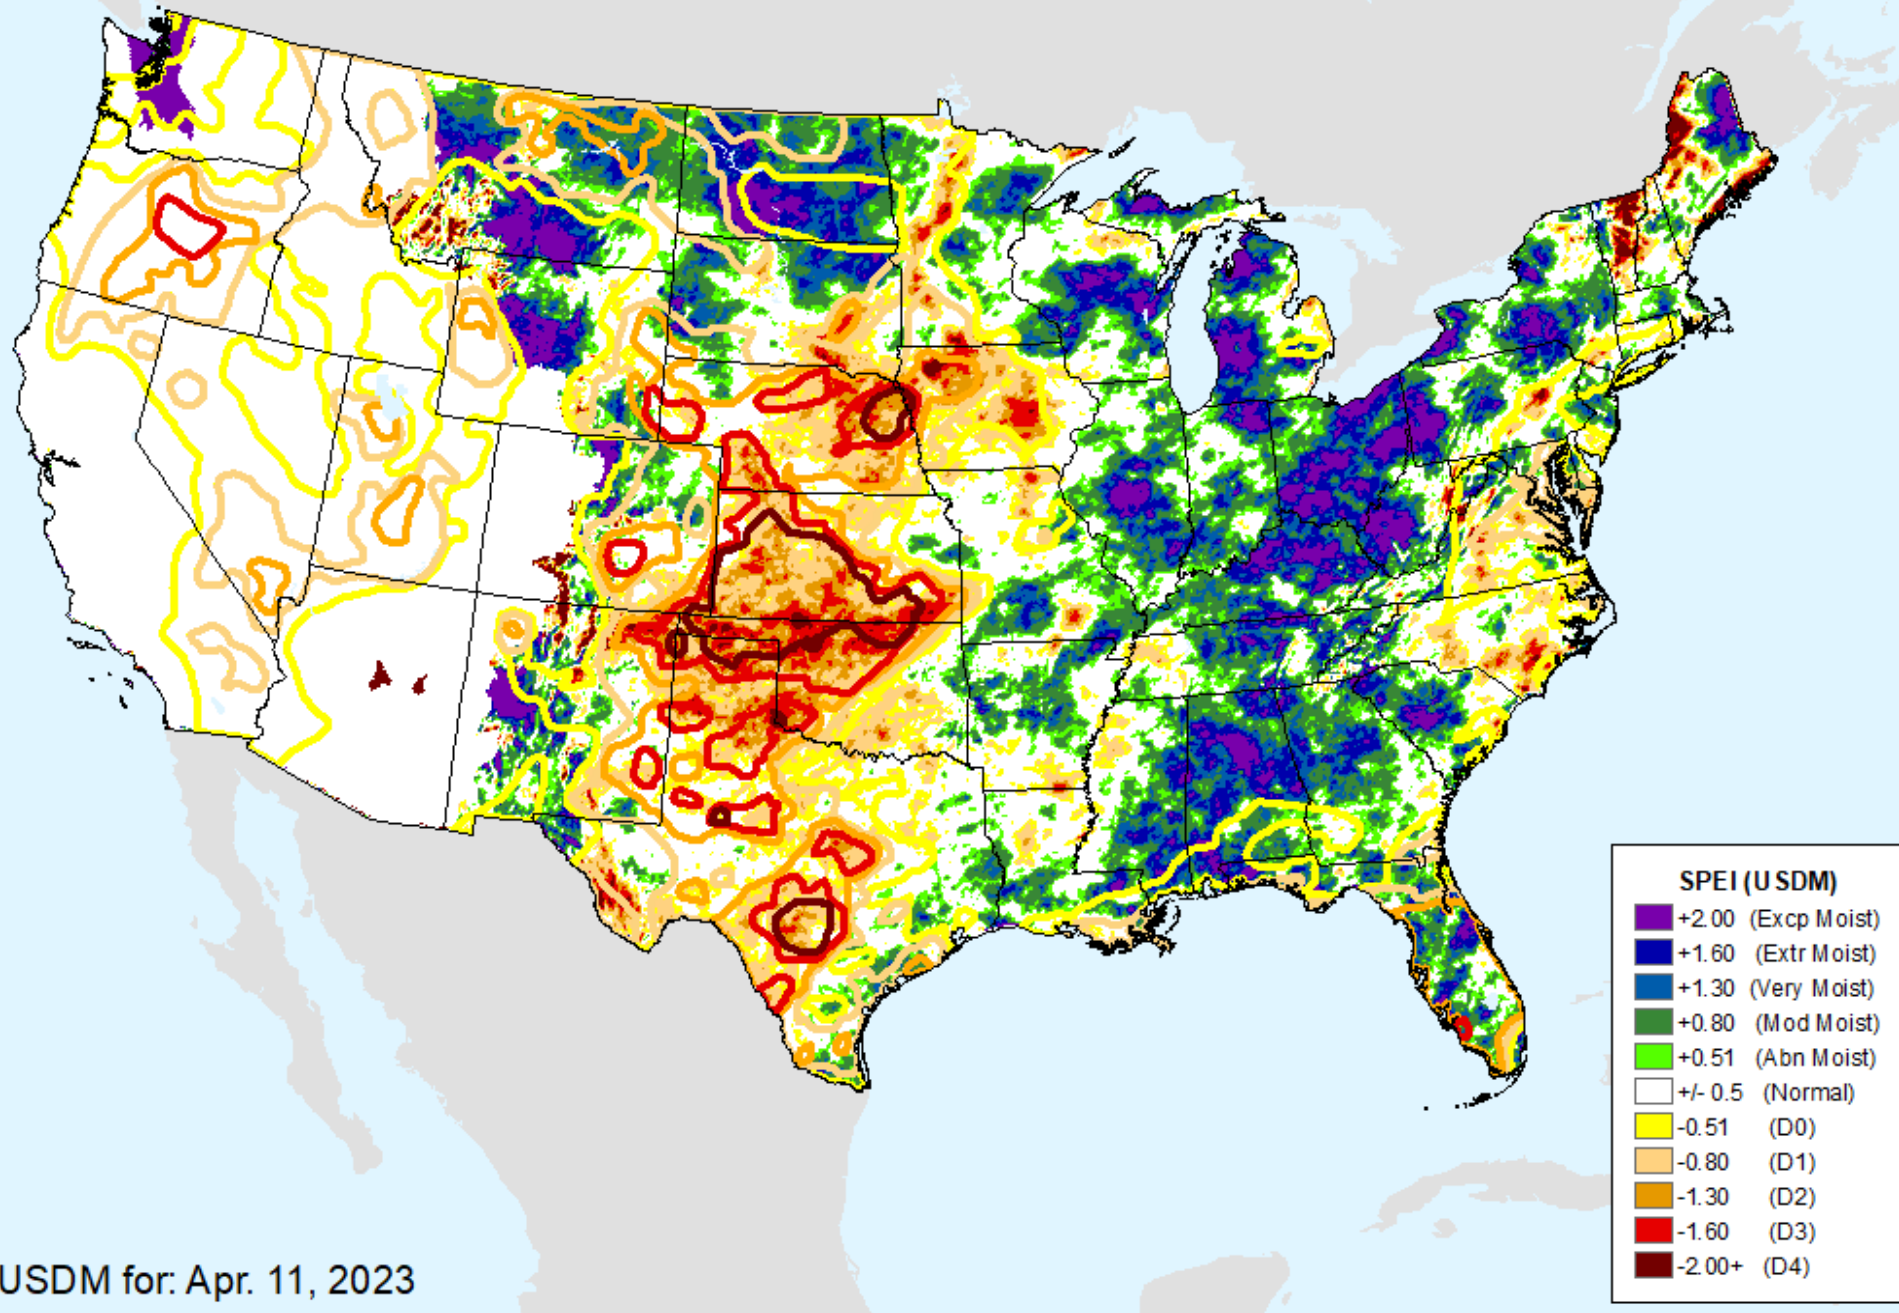 SPEI (USDM)
+2.00 (Excp Moist)
+1.60 (Extr Moist)
+1.30 (Very Moist)
+0.80 (Mod Moist)
+0.51 (Abn Moist)
+/- 0.5 (Normal)
-0.51 (D0)
-0.80 (D1)
-1.30 (D2)
-1.60 (D3)
-2.00+ (D4)
USDM for: Apr. 11, 2023